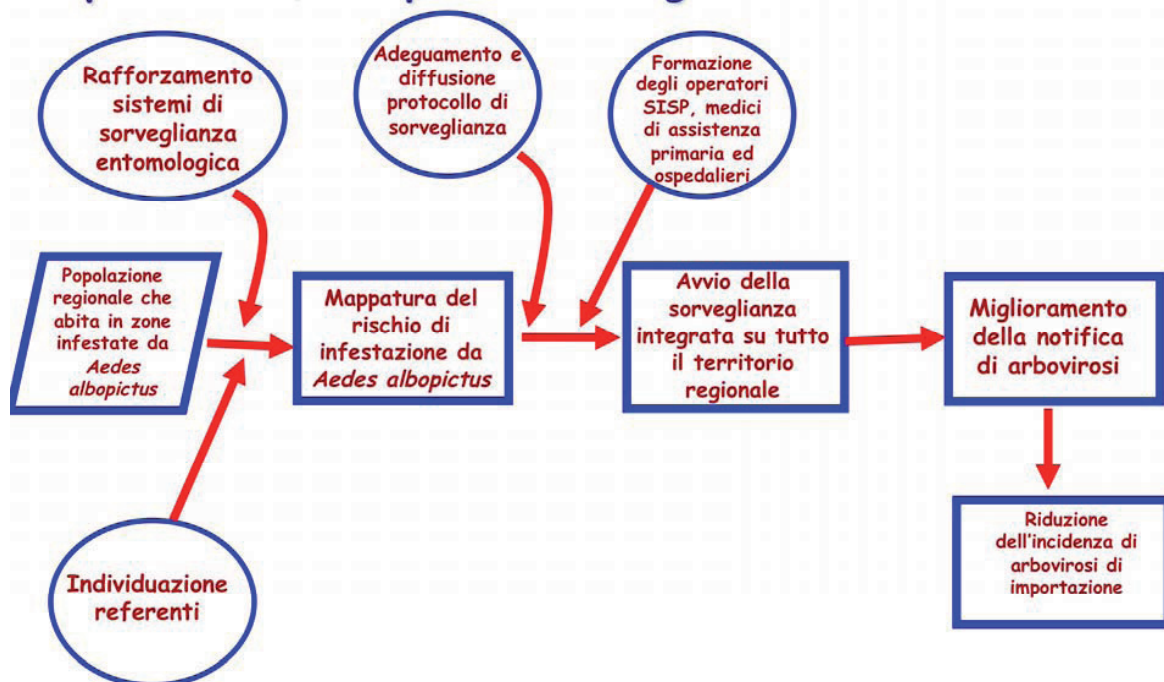 Rafforzamento
sistemi di
sorveglianza
entomologica
Adeguamento e
diffusione
protocollo di
sorveglianza
Formazione
degli operatori
SISP, medici
di assistenza
primaria ed
ospedalieri
Popolazione
regionale che
abita in zone
infestate da
Aedes
albopictus
Mappatura del
rischio di
infestazione da
Aedes albopictus
Avvio della
sorveglianza
integrata su tutto
il territorio
regionale
Miglioramento
della notifica
di arbovirosi
Individuazione
referenti
Riduzione
dell'incidenza di
arbovirosi di
importazione